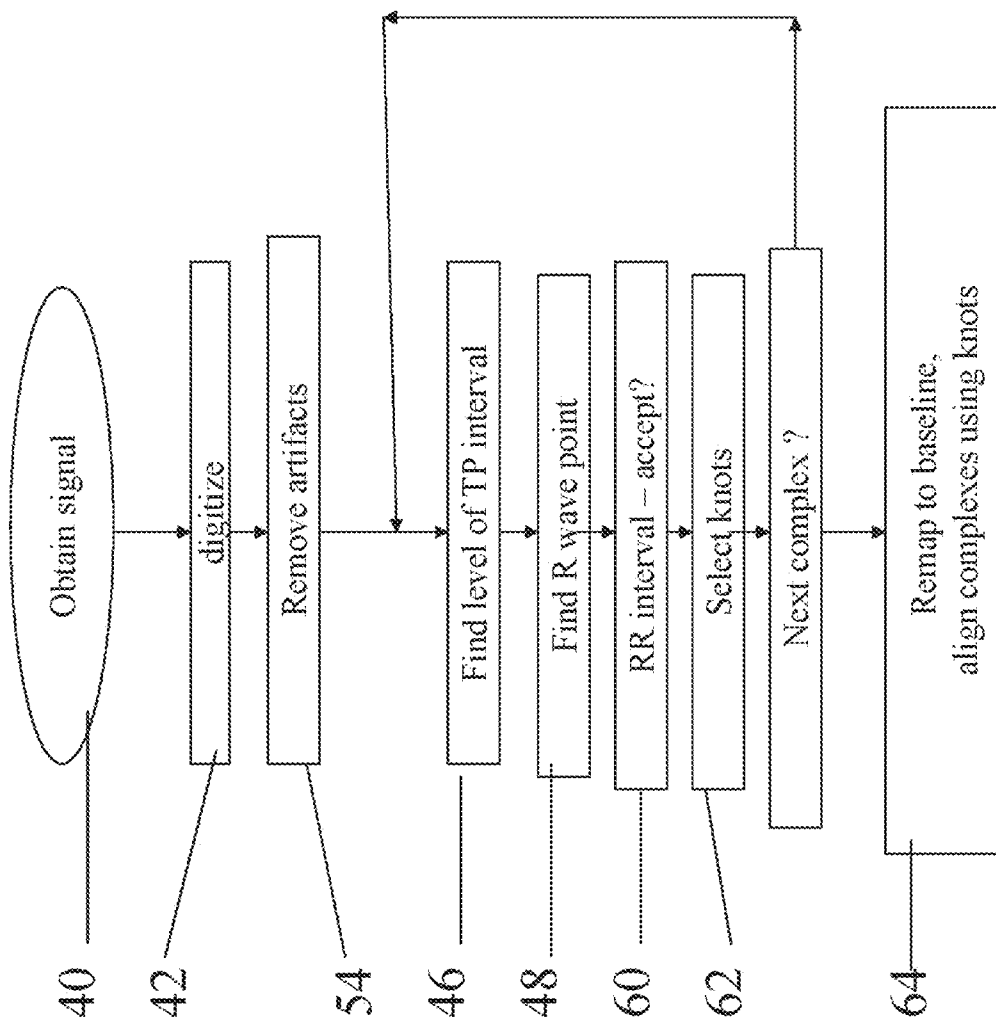 Obtain signal
digitize
Remove artifacts
Find level of TP interval
Find R wave point
RR interval – accept?
Select knots
Next complex ?
Remap to baseline,
align complexes using knots
40
42
54
46
48
60
62
64